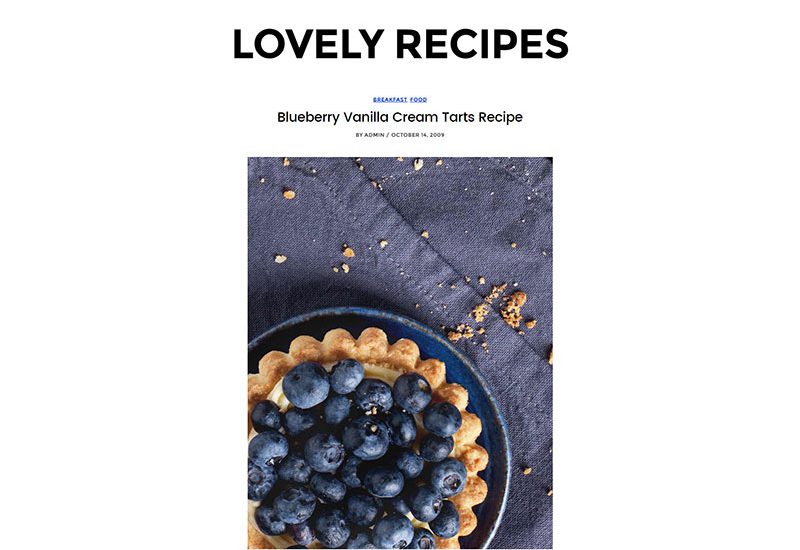 LOVELY RECIPES
BREAKFAST FOOD
Blueberry Vanilla Cream Tarts Recipe
BY ADMIN / OCTOBER 14, 2009